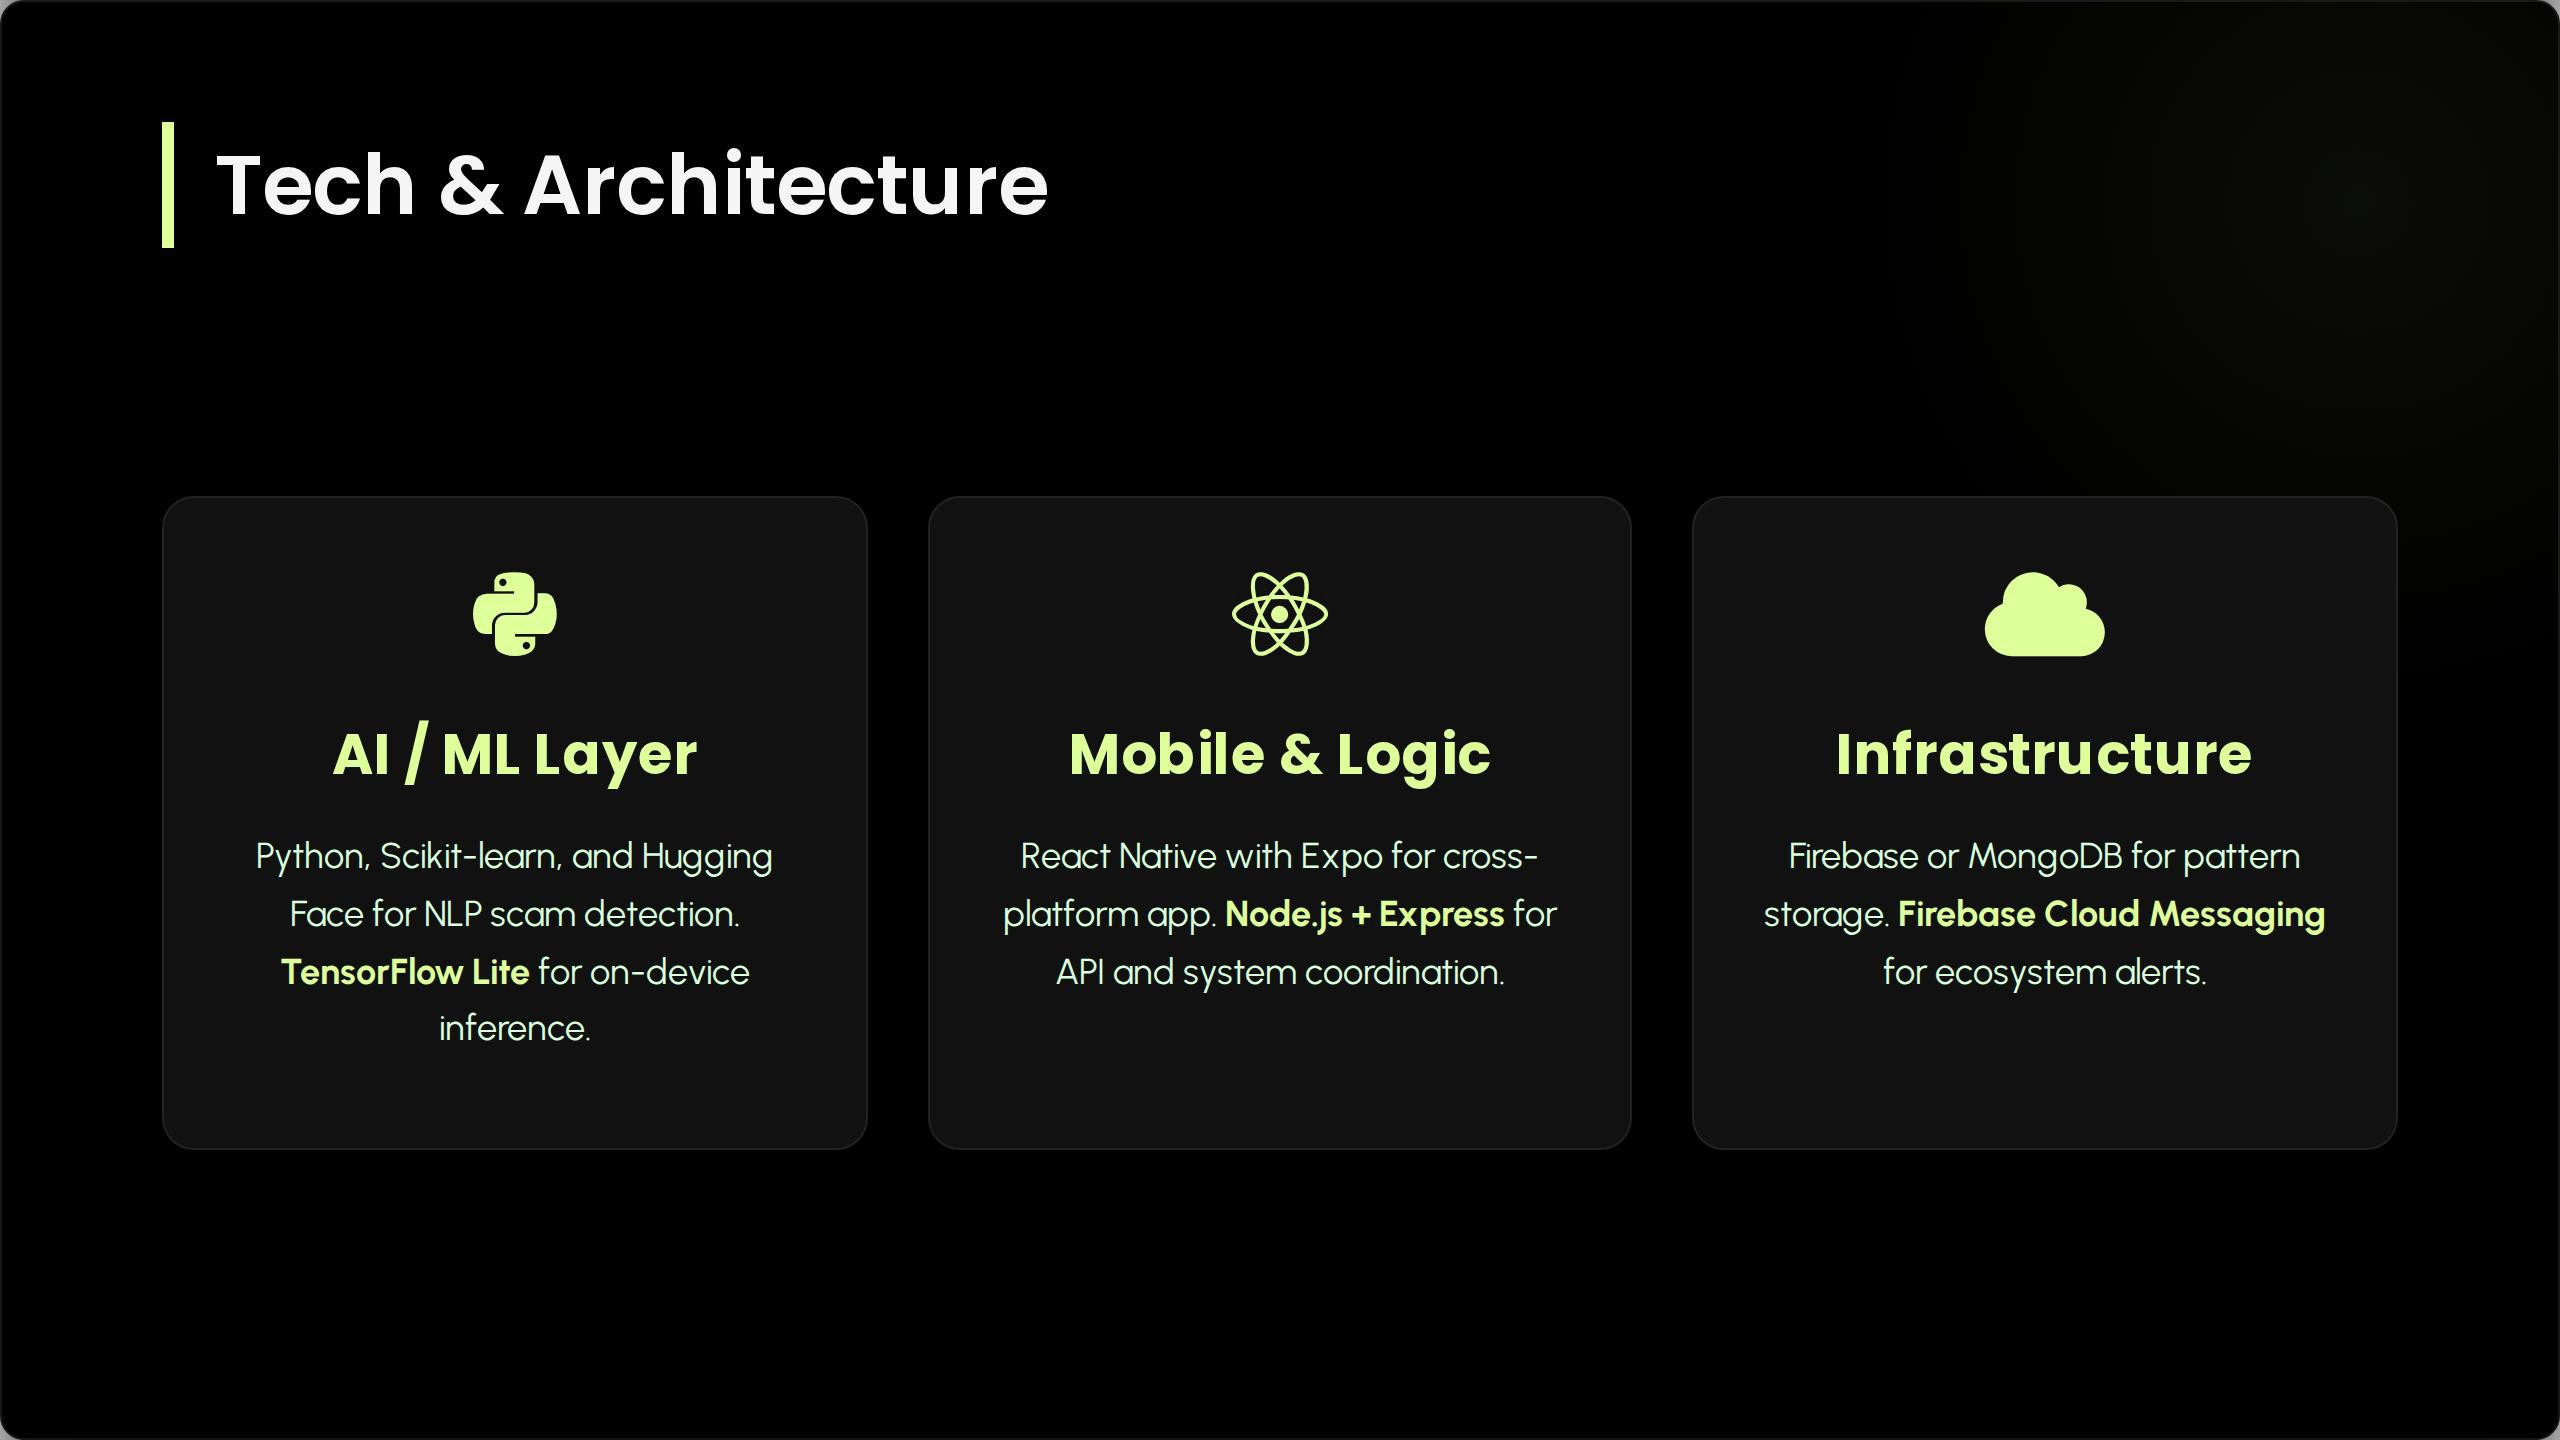 Tech & Architecture
AI / ML Layer
Python, Scikit-learn, and Hugging
Face for NLP scam detection.
TensorFlow Lite for on-device
inference.
Mobile & Logic
React Native with Expo for cross-
platform app. Node.js + Express for
API and system coordination.
Infrastructure
Firebase or MongoDB for pattern
storage. Firebase Cloud Messaging
for ecosystem alerts.